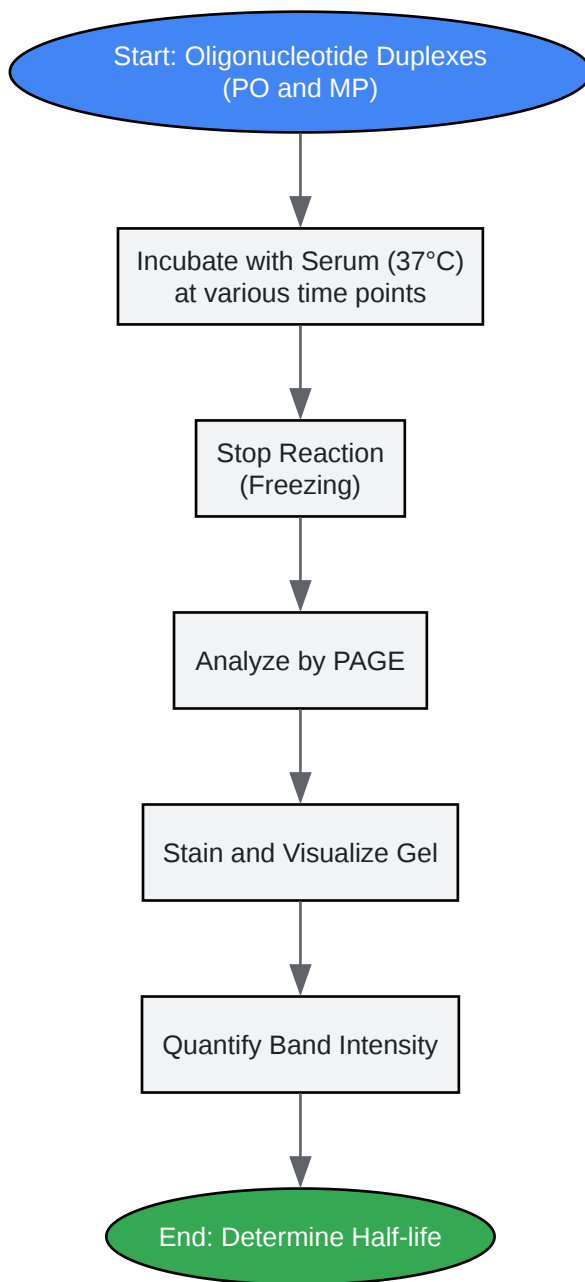 Start: Oligonucleotide Duplexes
(PO and MP)
Incubate with Serum (37°C)
at various time points
Stop Reaction
(Freezing)
Analyze by PAGE
Stain and Visualize Gel
Quantify Band Intensity
End: Determine Half-life